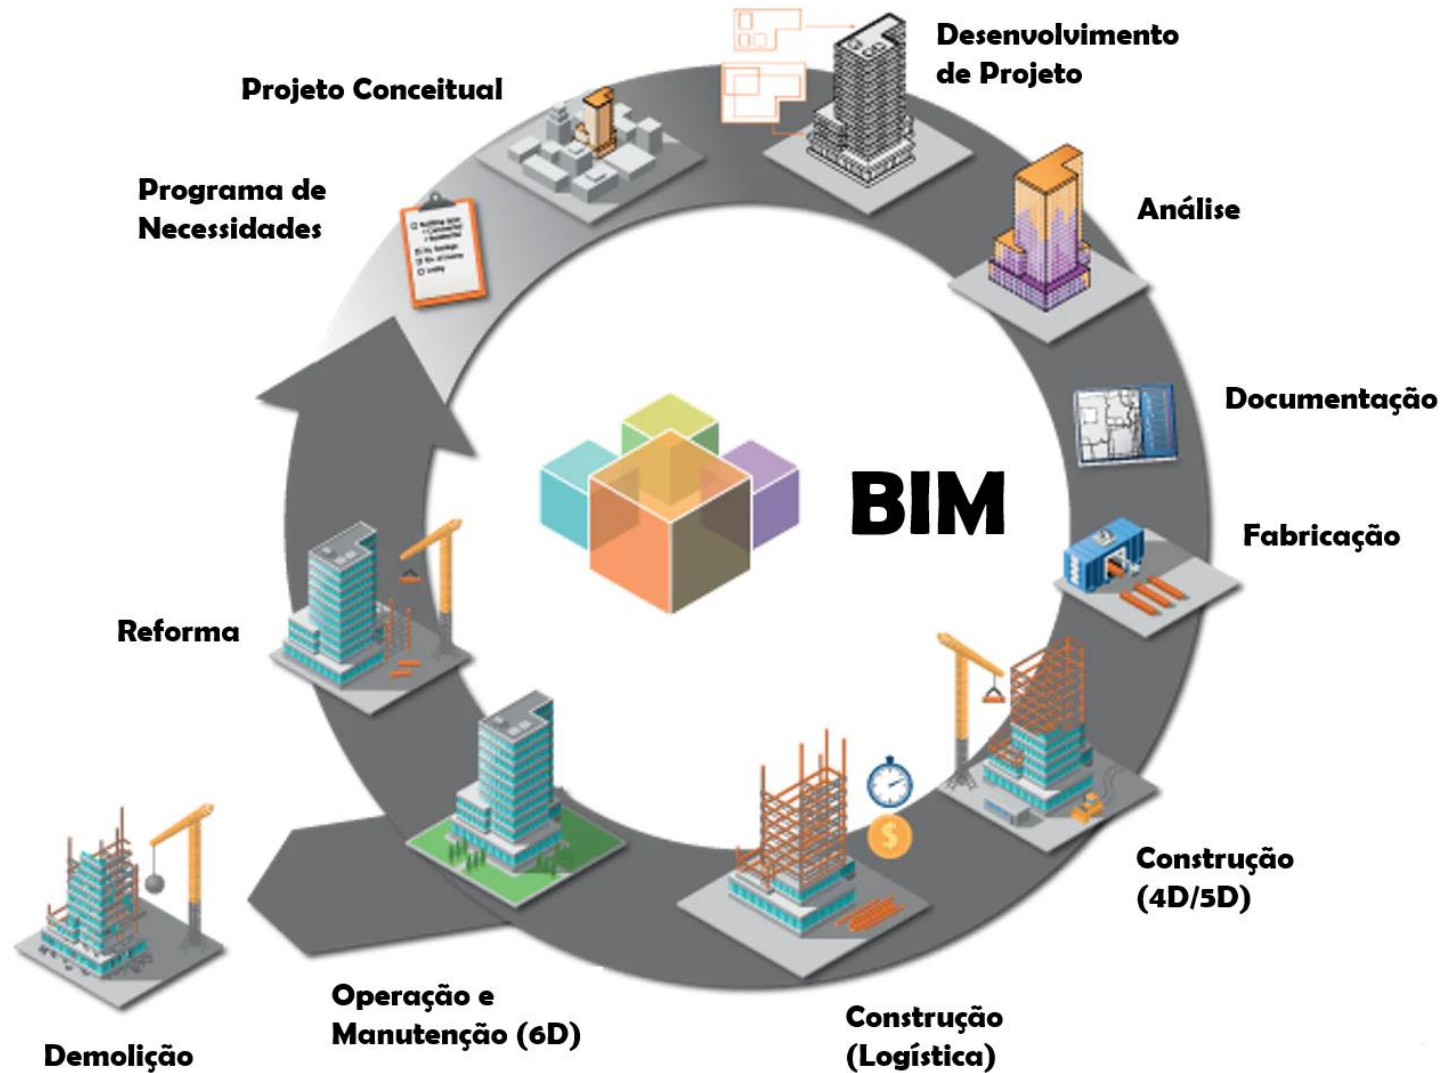 Desenvolvimento
de Projeto
Projeto Conceitual
Programa de
Necessidades
Análise
Documentação
BIM
Fabricação
Reforma
Construção
(4D/5D)
Operação e
Manutenção (6D)
Construção
(Logística)
Demolição
$